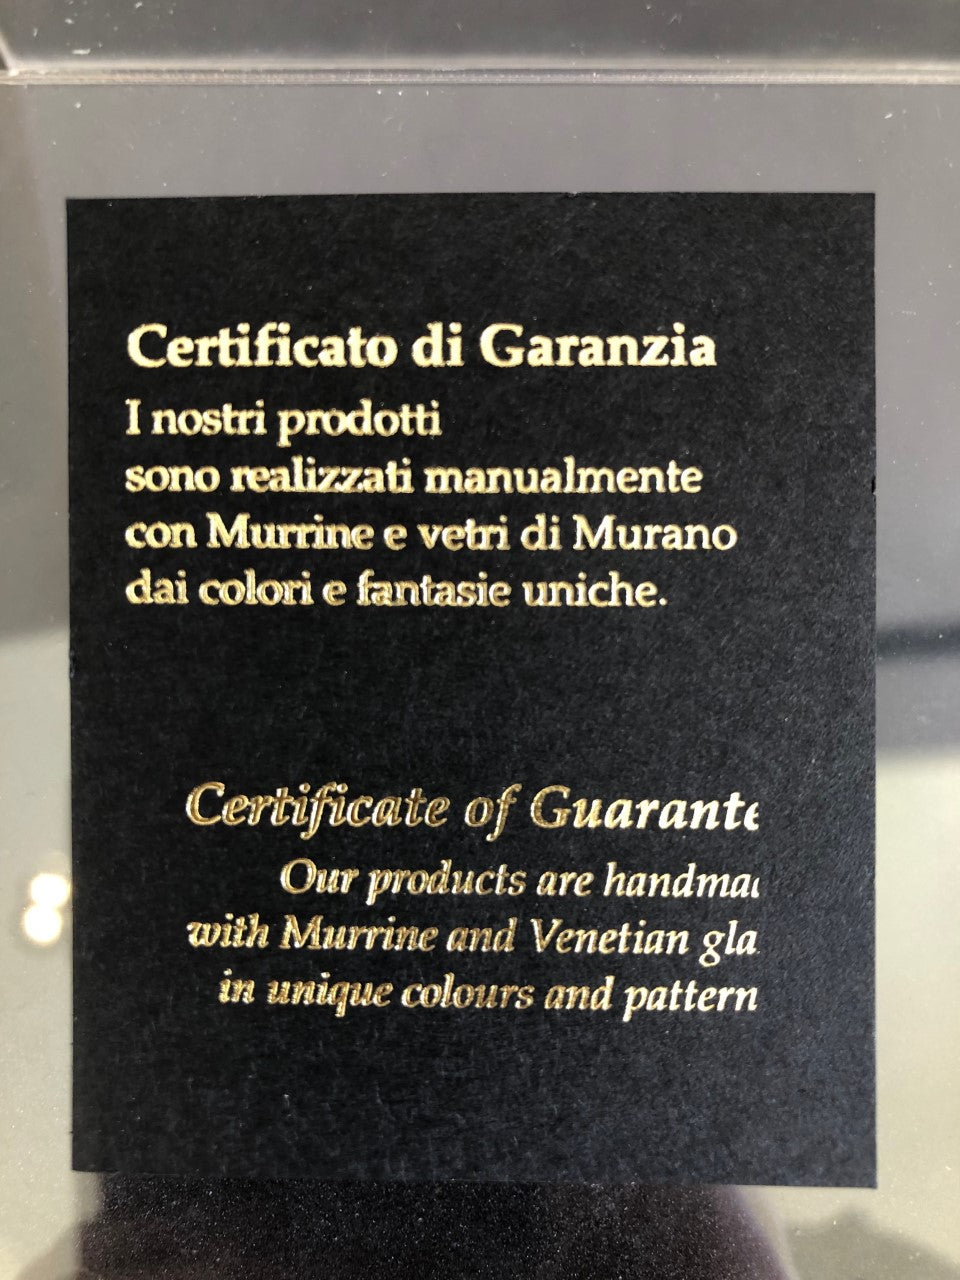 Certificato di Garanzia
I nostri prodotti
sono realizzati manualmente
con Murrine e vetri di Murano
dai colori e fantasie uniche.
Certificate of Guarante
Our products are handma
with Murrine and Venetian gla
in unique colours and pattern